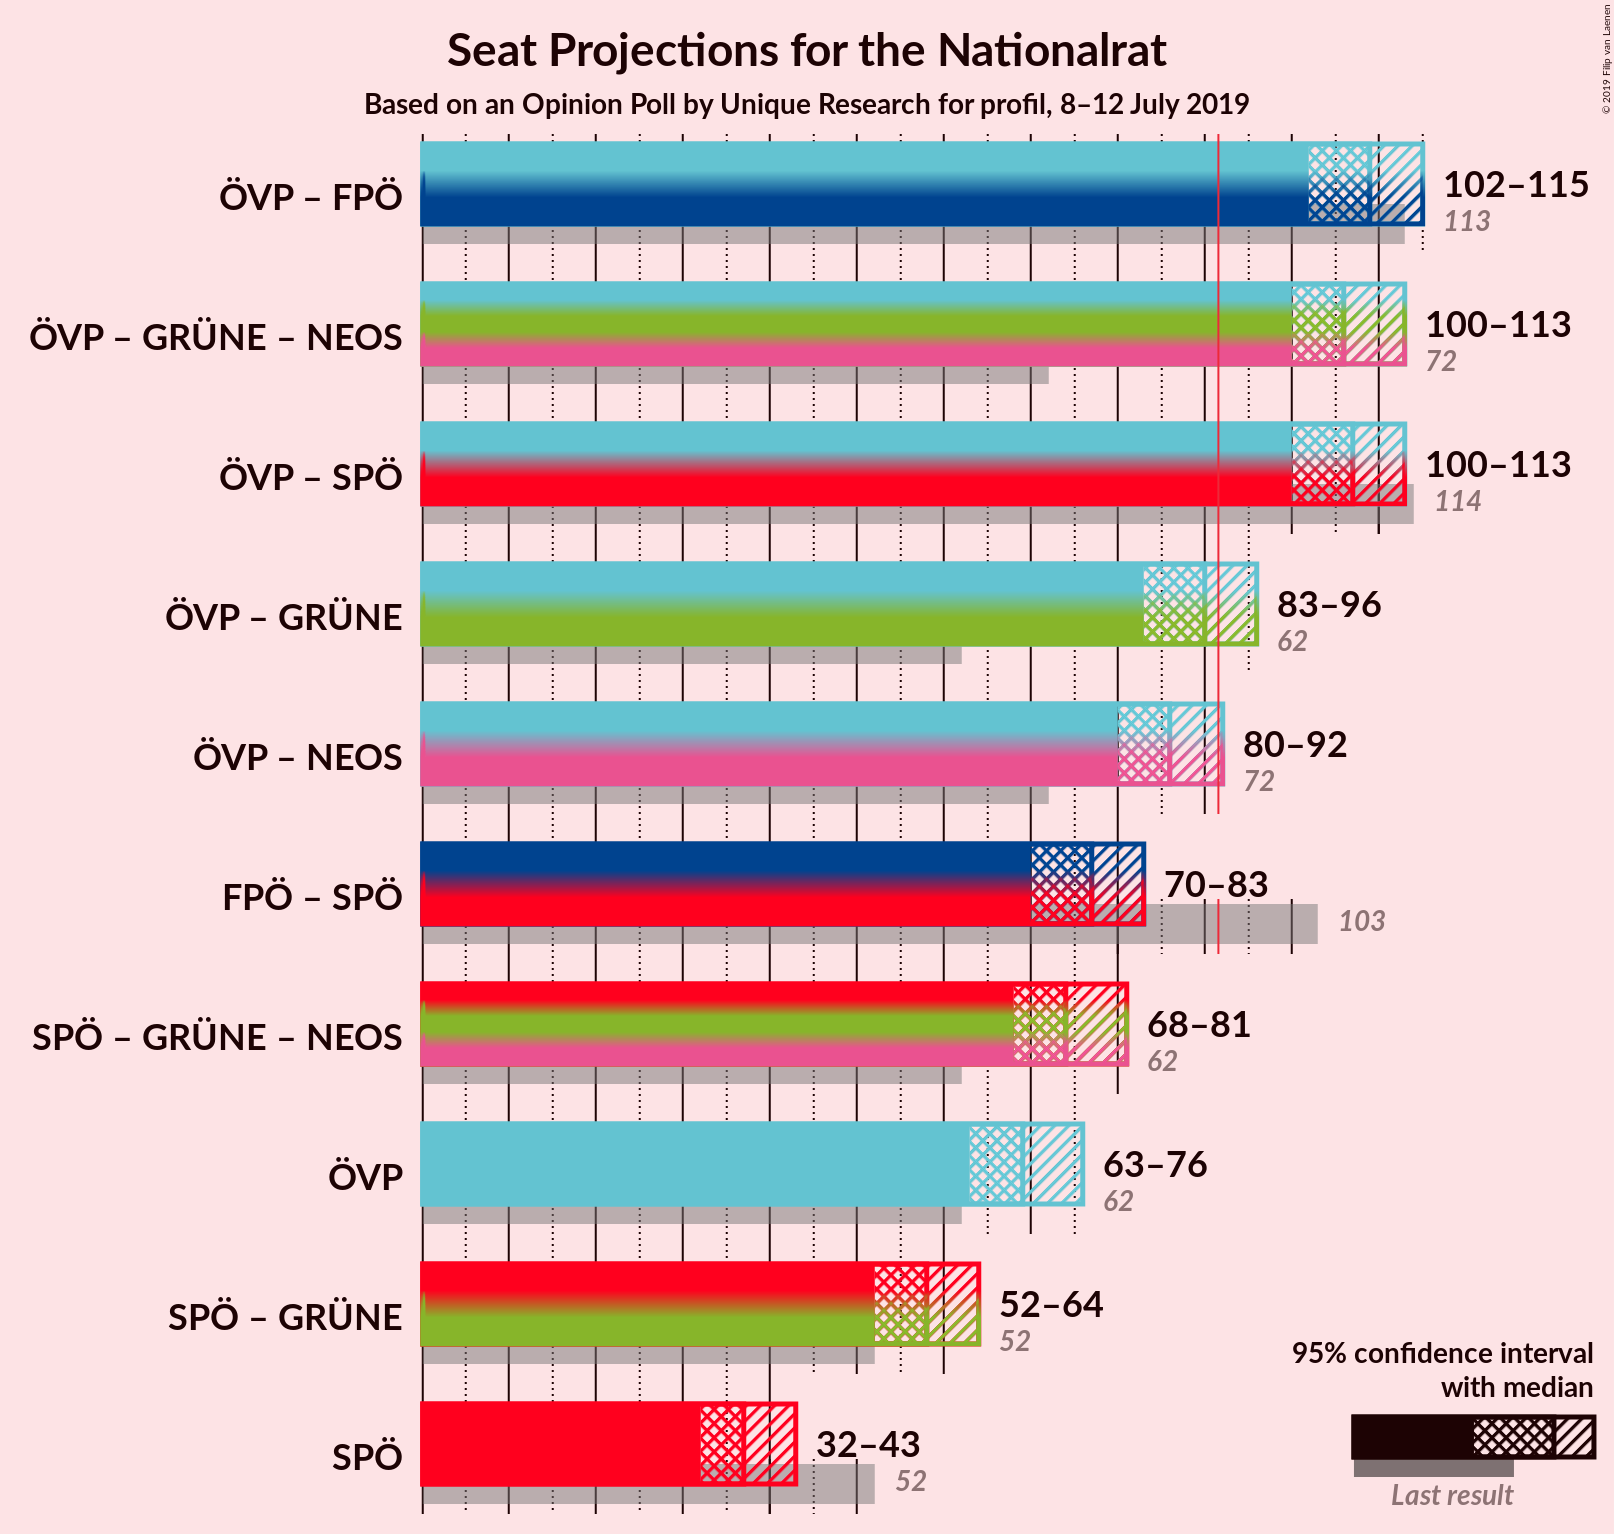 Seat Projections for the Nationalrat
Based on an Opinion Poll by Unique Research for profil, 8–12 July 2019
© 2019 Filip van Laenen
ÖVP – FPÖ
102–115
113
ÖVP – GRÜNE – NEOS
100–113
72
ÖVP – SPÖ
100–113
114
ÖVP – GRÜNE
83–96
62
ÖVP – NEOS
80–92
72
FPÖ – SPÖ
70–83
103
SPÖ – GRÜNE – NEOS
68–81
62
ÖVP
63–76
62
SPÖ – GRÜNE
52–64
52
SPÖ
32–43
52
95% confidence interval
with median
Last result